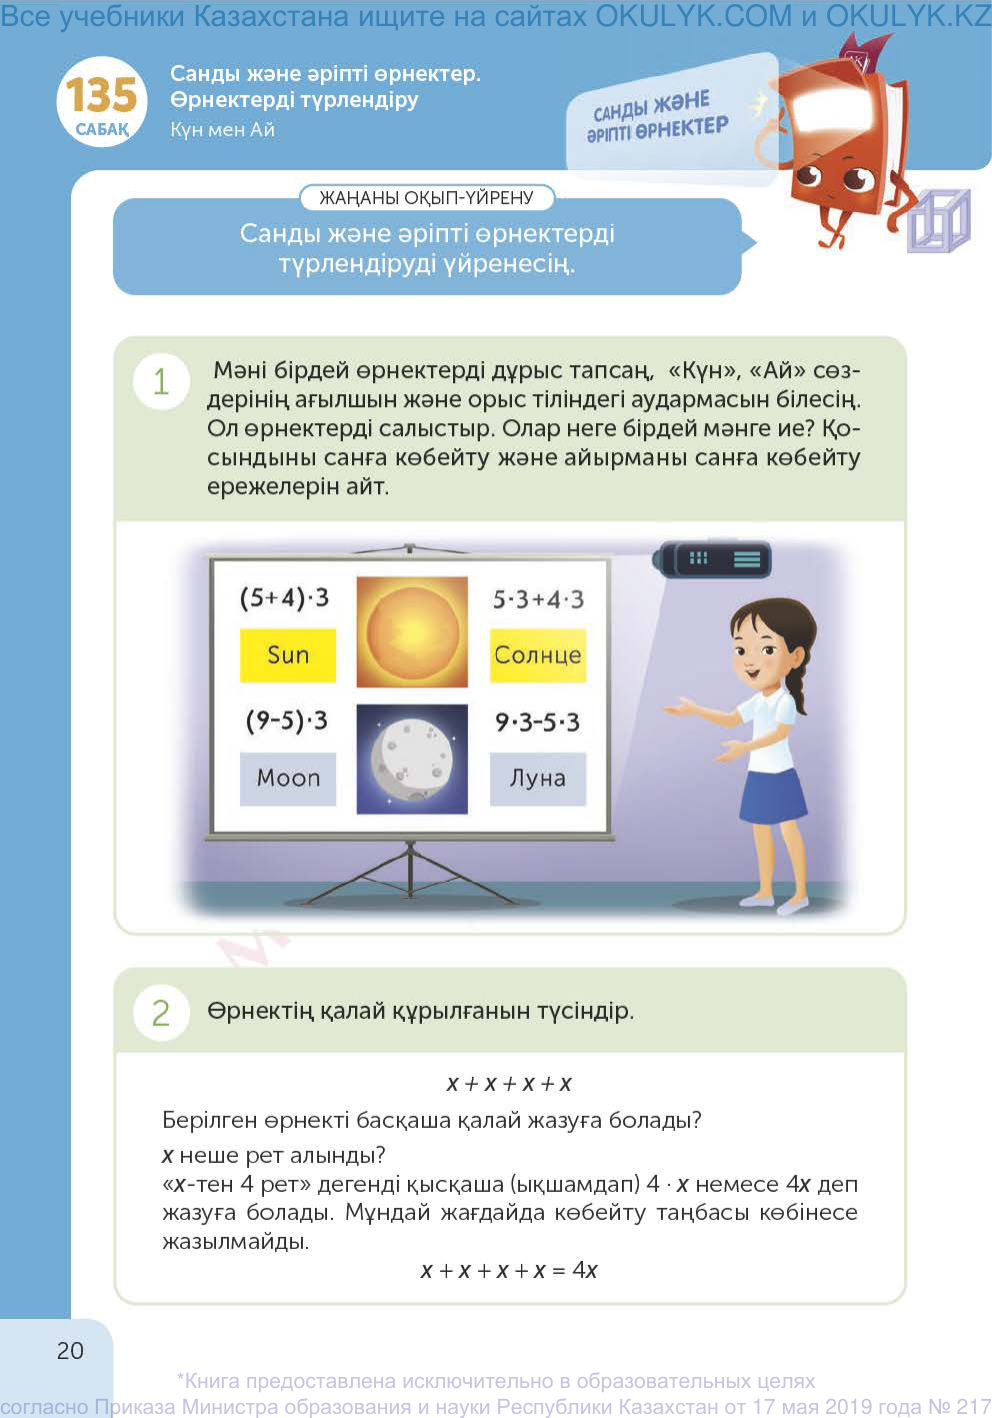 Все учебники Казахстана ищите на сайтах OKULYK.COM и OKULYK.KZ
135
САБАҚ
Санды және әріпті өрнектер.
Өрнектерді түрлендіру
Күн мен Ай
САНДЫ ЖӘНЕ
ӘРІПТІ ӨРНЕКТЕР
ЖАҢАНЫ ОҚЫП-ҮЙРЕНУ
Санды және әріпті өрнектерді
түрлендіруді үйренесің.
1
Мәні бірдей өрнектерді дұрыс тапсаң, «Күн», «Ай» сөз-
дерінің ағылшын және орыс тіліндегі аудармасын білесің.
Ол өрнектерді салыстыр. Олар неге бірдей мәнге ие? Қо-
сындыны санға көбейту және айырманы санға көбейту
ережелерін айт.
(5+4)·3
5·3+4·3
Sun
Солнце
(9-5)·3
9·3-5·3
Moon
Луна
2
Өрнектің қалай құрылғанын түсіндір.
x + x + x + x
Берілген өрнекті басқаша қалай жазуға болады?
x неше рет алынды?
«x-тен 4 рет» дегенді қысқаша (ықшамдап) 4 · x немесе 4x деп
жазуға болады. Мұндай жағдайда көбейту таңбасы көбінесе
жазылмайды.
x + x + x + x = 4x
20
*Книга предоставлена исключительно в образовательных целях
согласно Приказа Министра образования и науки Республики Казахстан от 17 мая 2019 года № 217